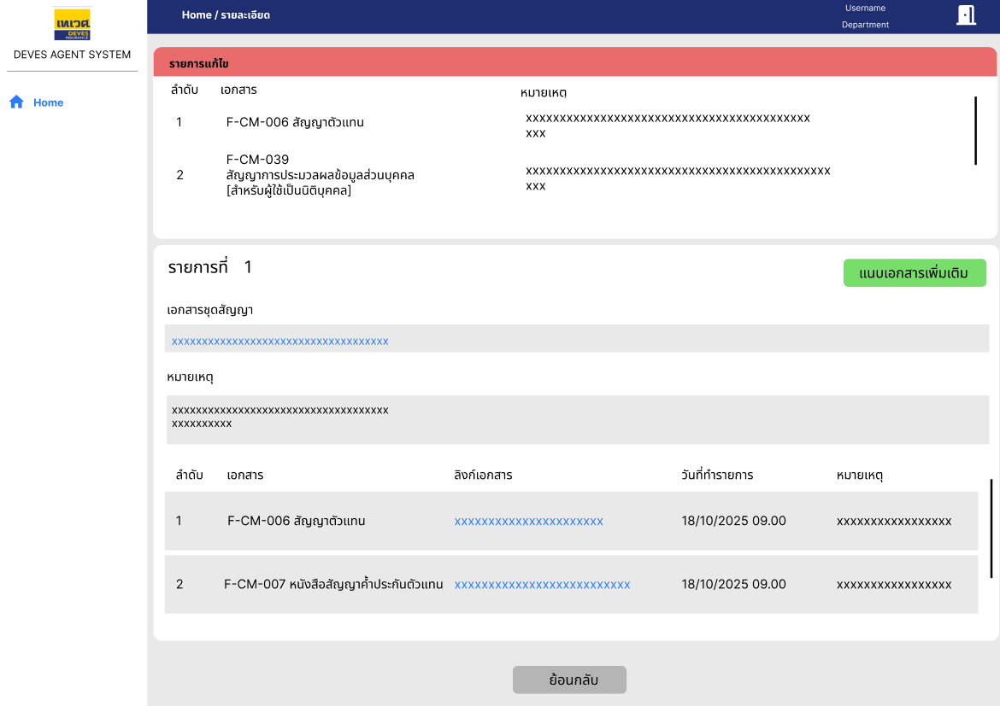 เทเวศ
DEVES
INSURANCE
DEVES AGENT SYSTEM
Home
Home / รายละเอียด
Username
Department
รายการแก้ไข
ลำดับ เอกสาร หมายเหตุ
1 F-CM-006 สัญญาตัวแทน xxxxxxxxxxxxxxxxxxxxxxxxxxxxxxxxxxxxxxxxxx
xxx
F-CM-039
2 สัญญาการประมวลผลข้อมูลส่วนบุคคล xxxxxxxxxxxxxxxxxxxxxxxxxxxxxxxxxxxxxxxxxxxxx
[สำหรับผู้ใช้เป็นนิติบุคคล] xxx
รายการที่ 1
แนบเอกสารเพิ่มเติม
เอกสารชุดสัญญา
xxxxxxxxxxxxxxxxxxxxxxxxxxxxxxxxxxxx
หมายเหตุ
xxxxxxxxxxxxxxxxxxxxxxxxxxxxxxxxxxxx
xxxxxxxxxx
ลำดับ เอกสาร ลิงก์เอกสาร วันที่ทำรายการ หมายเหตุ
1 F-CM-006 สัญญาตัวแทน xxxxxxxxxxxxxxxxxxxxxx 18/10/2025 09.00 xxxxxxxxxxxxxxxxx
2 F-CM-007 หนังสือสัญญาค้ำประกันตัวแทน xxxxxxxxxxxxxxxxxxxxxxxxxx 18/10/2025 09.00 xxxxxxxxxxxxxxxxx
ย้อนกลับ